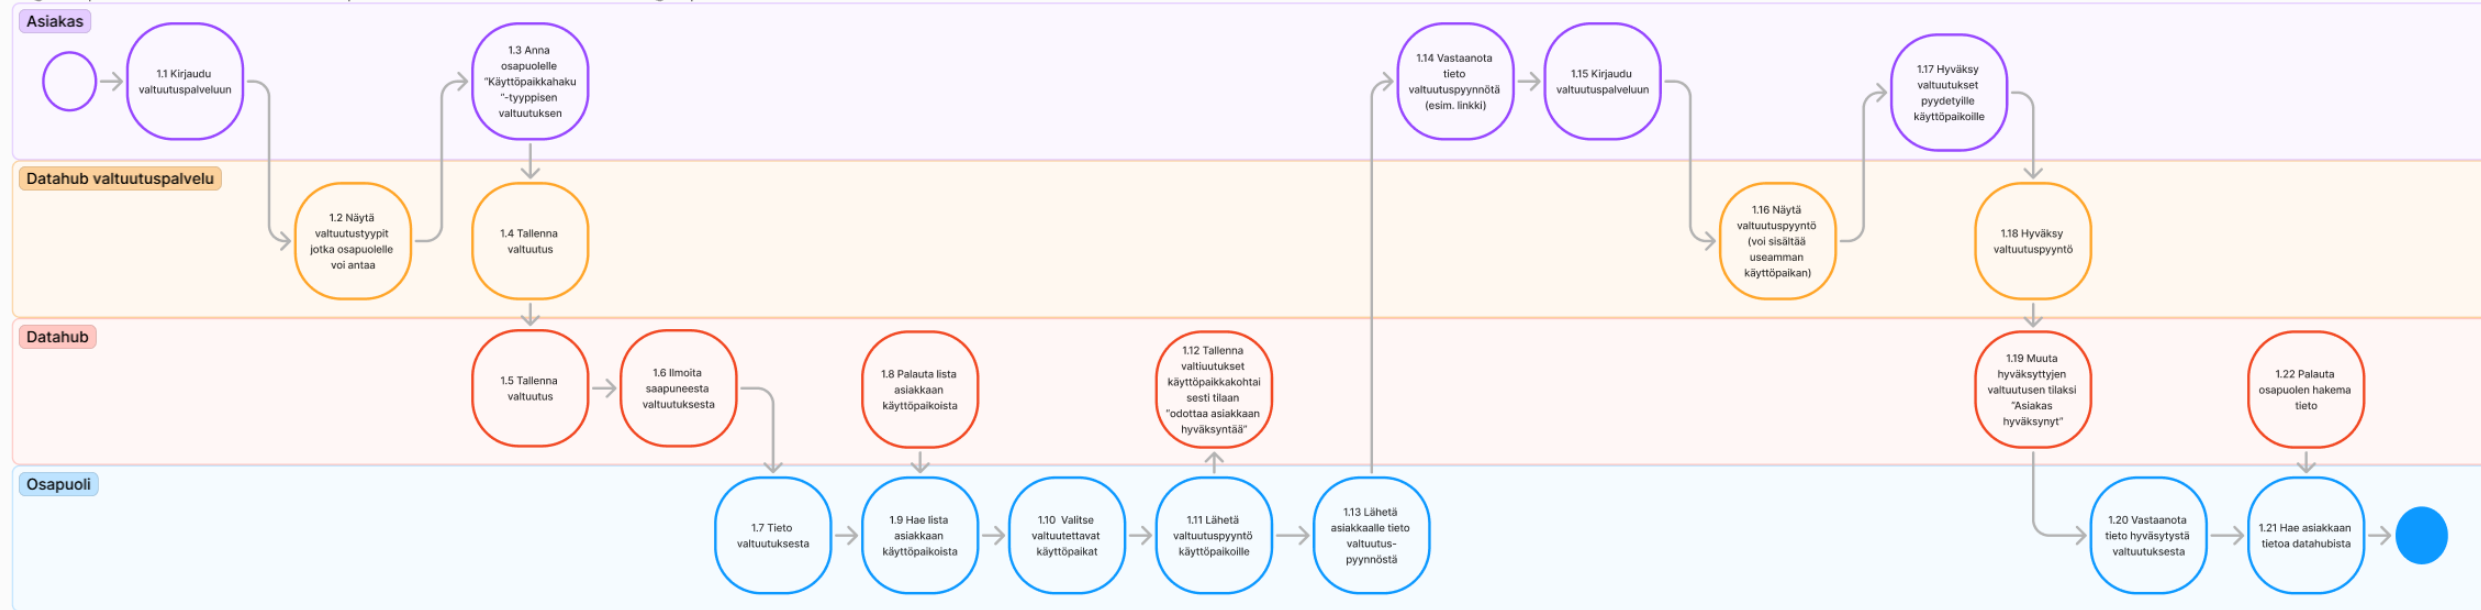 Asiakas
1.1 Kirjaudu
valtuutuspalveluun
1.3 Anna
osapuolelle
"Käyttöpaikkahaku
"-tyyppisen
valtuutuksen
1.14 Vastaanota
tieto
valtuutuspyynnötä
(esim. linkki)
1.15 Kirjaudu
valtuutuspalveluun
1.17 Hyväksy
valtuutukset
pyydetyille
käyttöpaikoille
Datahub valtuutuspalvelu
1.2 Näytä
valtuutustyypit
jotka osapuolelle
voi antaa
1.4 Tallenna
valtuutus
1.16 Näytä
valtuutuspyyntö
(voi sisältää
useamman
käyttöpaikan)
1.18 Hyväksy
valtuutuspyyntö
Datahub
1.5 Tallenna
valtuutus
1.6 Ilmoita
saapuneesta
valtuutuksesta
1.8 Palauta lista
asiakkaan
käyttöpaikoista
1.12 Tallenna
valtiuutukset
käyttöpaikkakohtai
sesti tilaan
"odottaa asiakkaan
hyväksyntää"
1.19 Muuta
hyväksyttyjen
valtuutusen tilaksi
"Asiakas
hyväksynyt"
1.22 Palauta
osapuolen hakema
tieto
Osapuoli
1.7 Tieto
valtuutuksesta
1.9 Hae lista
asiakkaan
käyttöpaikoista
1.10 Valitse
valtuutettavat
käyttöpaikat
1.11 Lähetä
valtuutuspyyntö
käyttöpaikoille
1.13 Lähetä
asiakkaalle tieto
valtuutus-
pyynnöstä
1.20 Vastaanota
tieto hyväsytystä
valtuutuksesta
1.21 Hae asiakkaan
tietoa datahubista